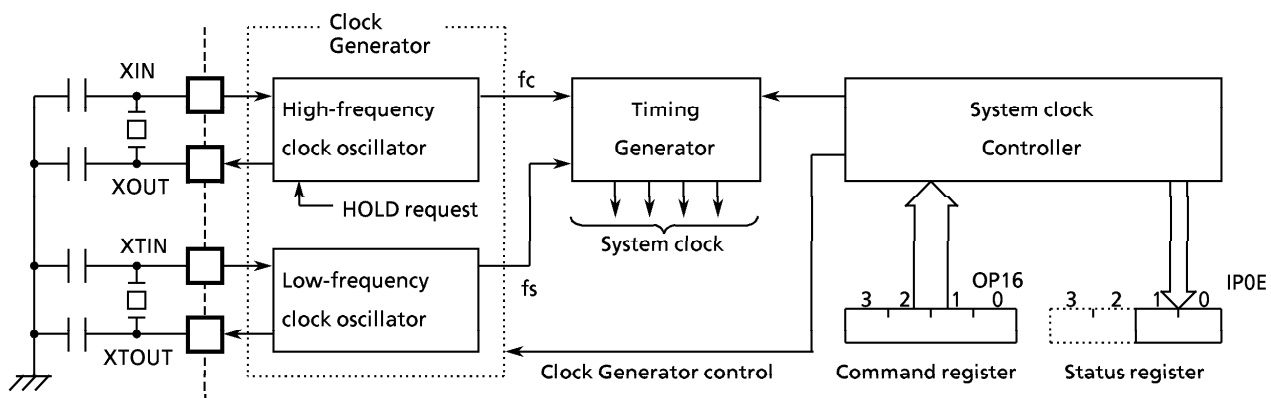 Clock
Generator
XIN
High-frequency
clock oscillator
XOUT
HOLD request
fc
Timing
Generator
System clock
System clock
Controller
XTIN
Low-frequency
clock oscillator
XTOUT
fs
Clock Generator control
OP16
3 2 1 0
Command register
IP0E
3 2 1 0
Status register